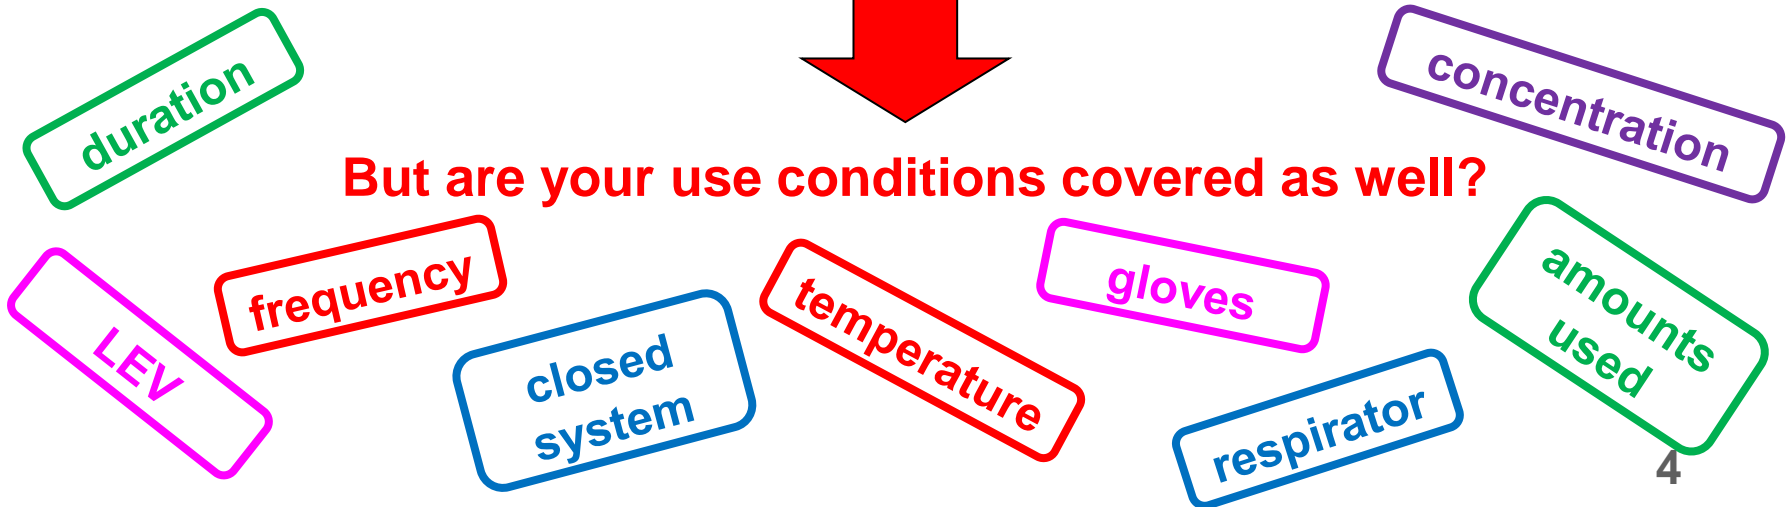 duration
concentration
But are your use conditions covered as well?
LEV
frequency
closed
system
temperature
gloves
respirator
amounts
used
4